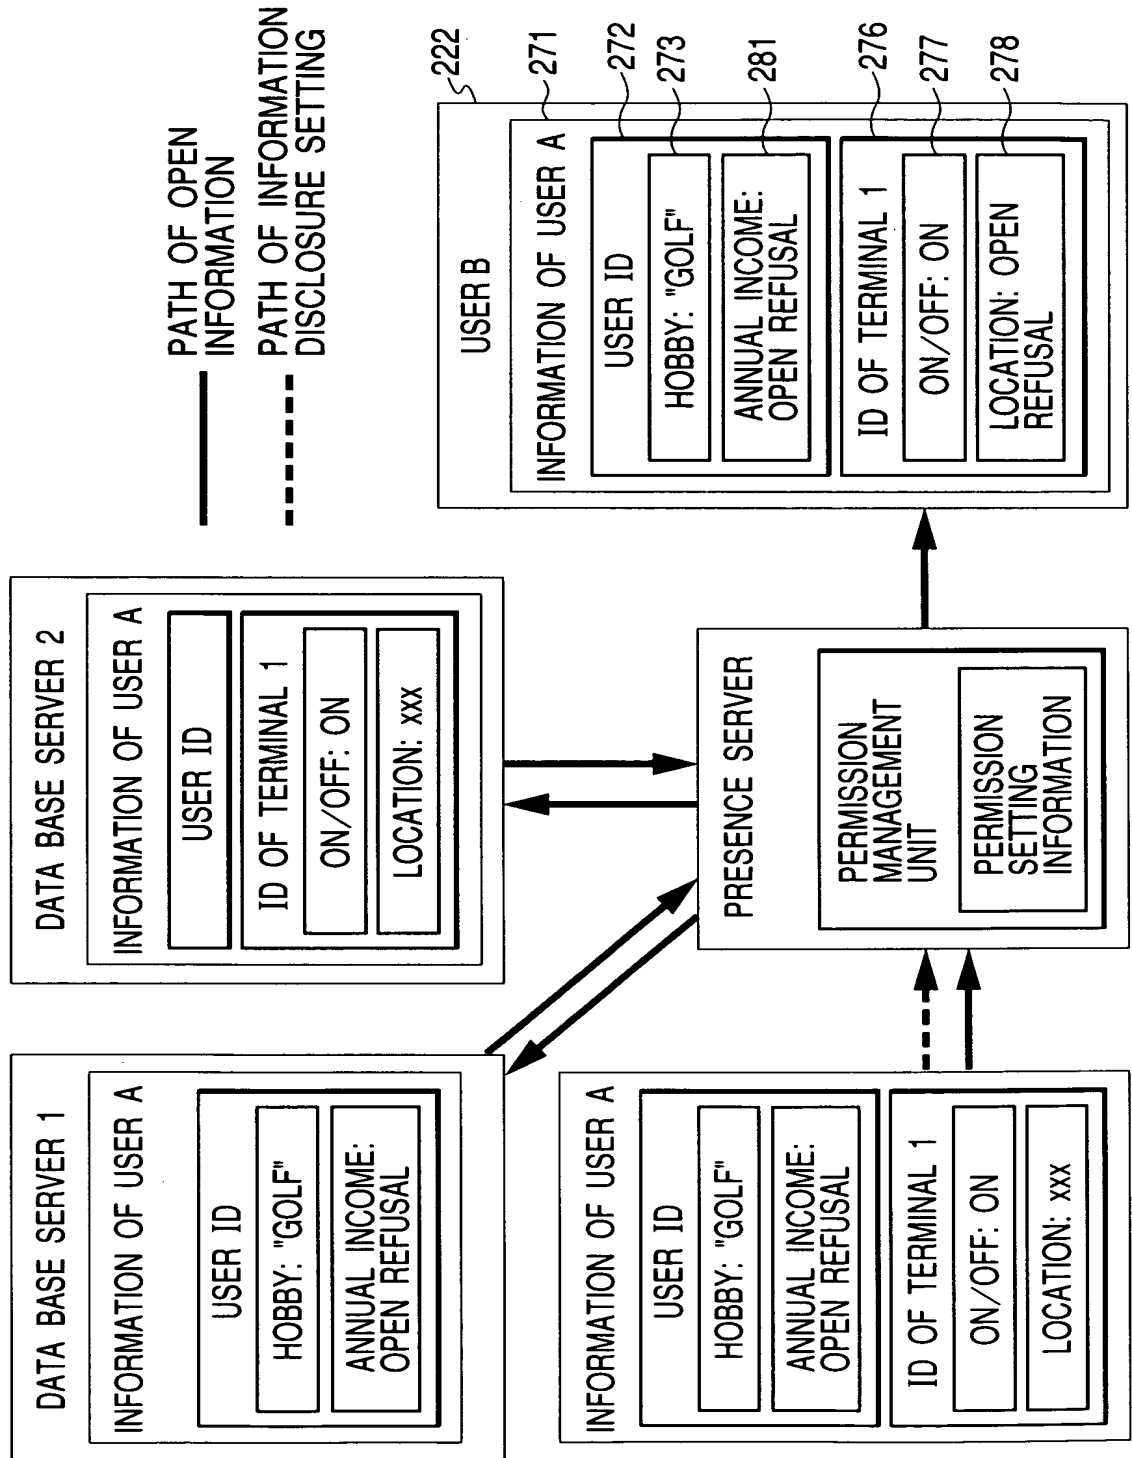 DATA BASE SERVER 1
INFORMATION OF USER A
USER ID
HOBBY: "GOLF"
ANNUAL INCOME:
OPEN REFUSAL
DATA BASE SERVER 2
INFORMATION OF USER A
USER ID
ID OF TERMINAL 1
ON/OFF: ON
LOCATION: xxx
PATH OF OPEN
INFORMATION
PATH OF INFORMATION
DISCLOSURE SETTING
INFORMATION OF USER A
USER ID
HOBBY: "GOLF"
ANNUAL INCOME:
OPEN REFUSAL
ID OF TERMINAL 1
ON/OFF: ON
LOCATION: xxx
PRESENCE SERVER
PERMISSION
MANAGEMENT
UNIT
PERMISSION
SETTING
INFORMATION
USER B
INFORMATION OF USER A
USER ID
HOBBY: "GOLF"
ANNUAL INCOME:
OPEN REFUSAL
ID OF TERMINAL 1
ON/OFF: ON
LOCATION: OPEN
REFUSAL
222
271
272
273
281
276
277
278